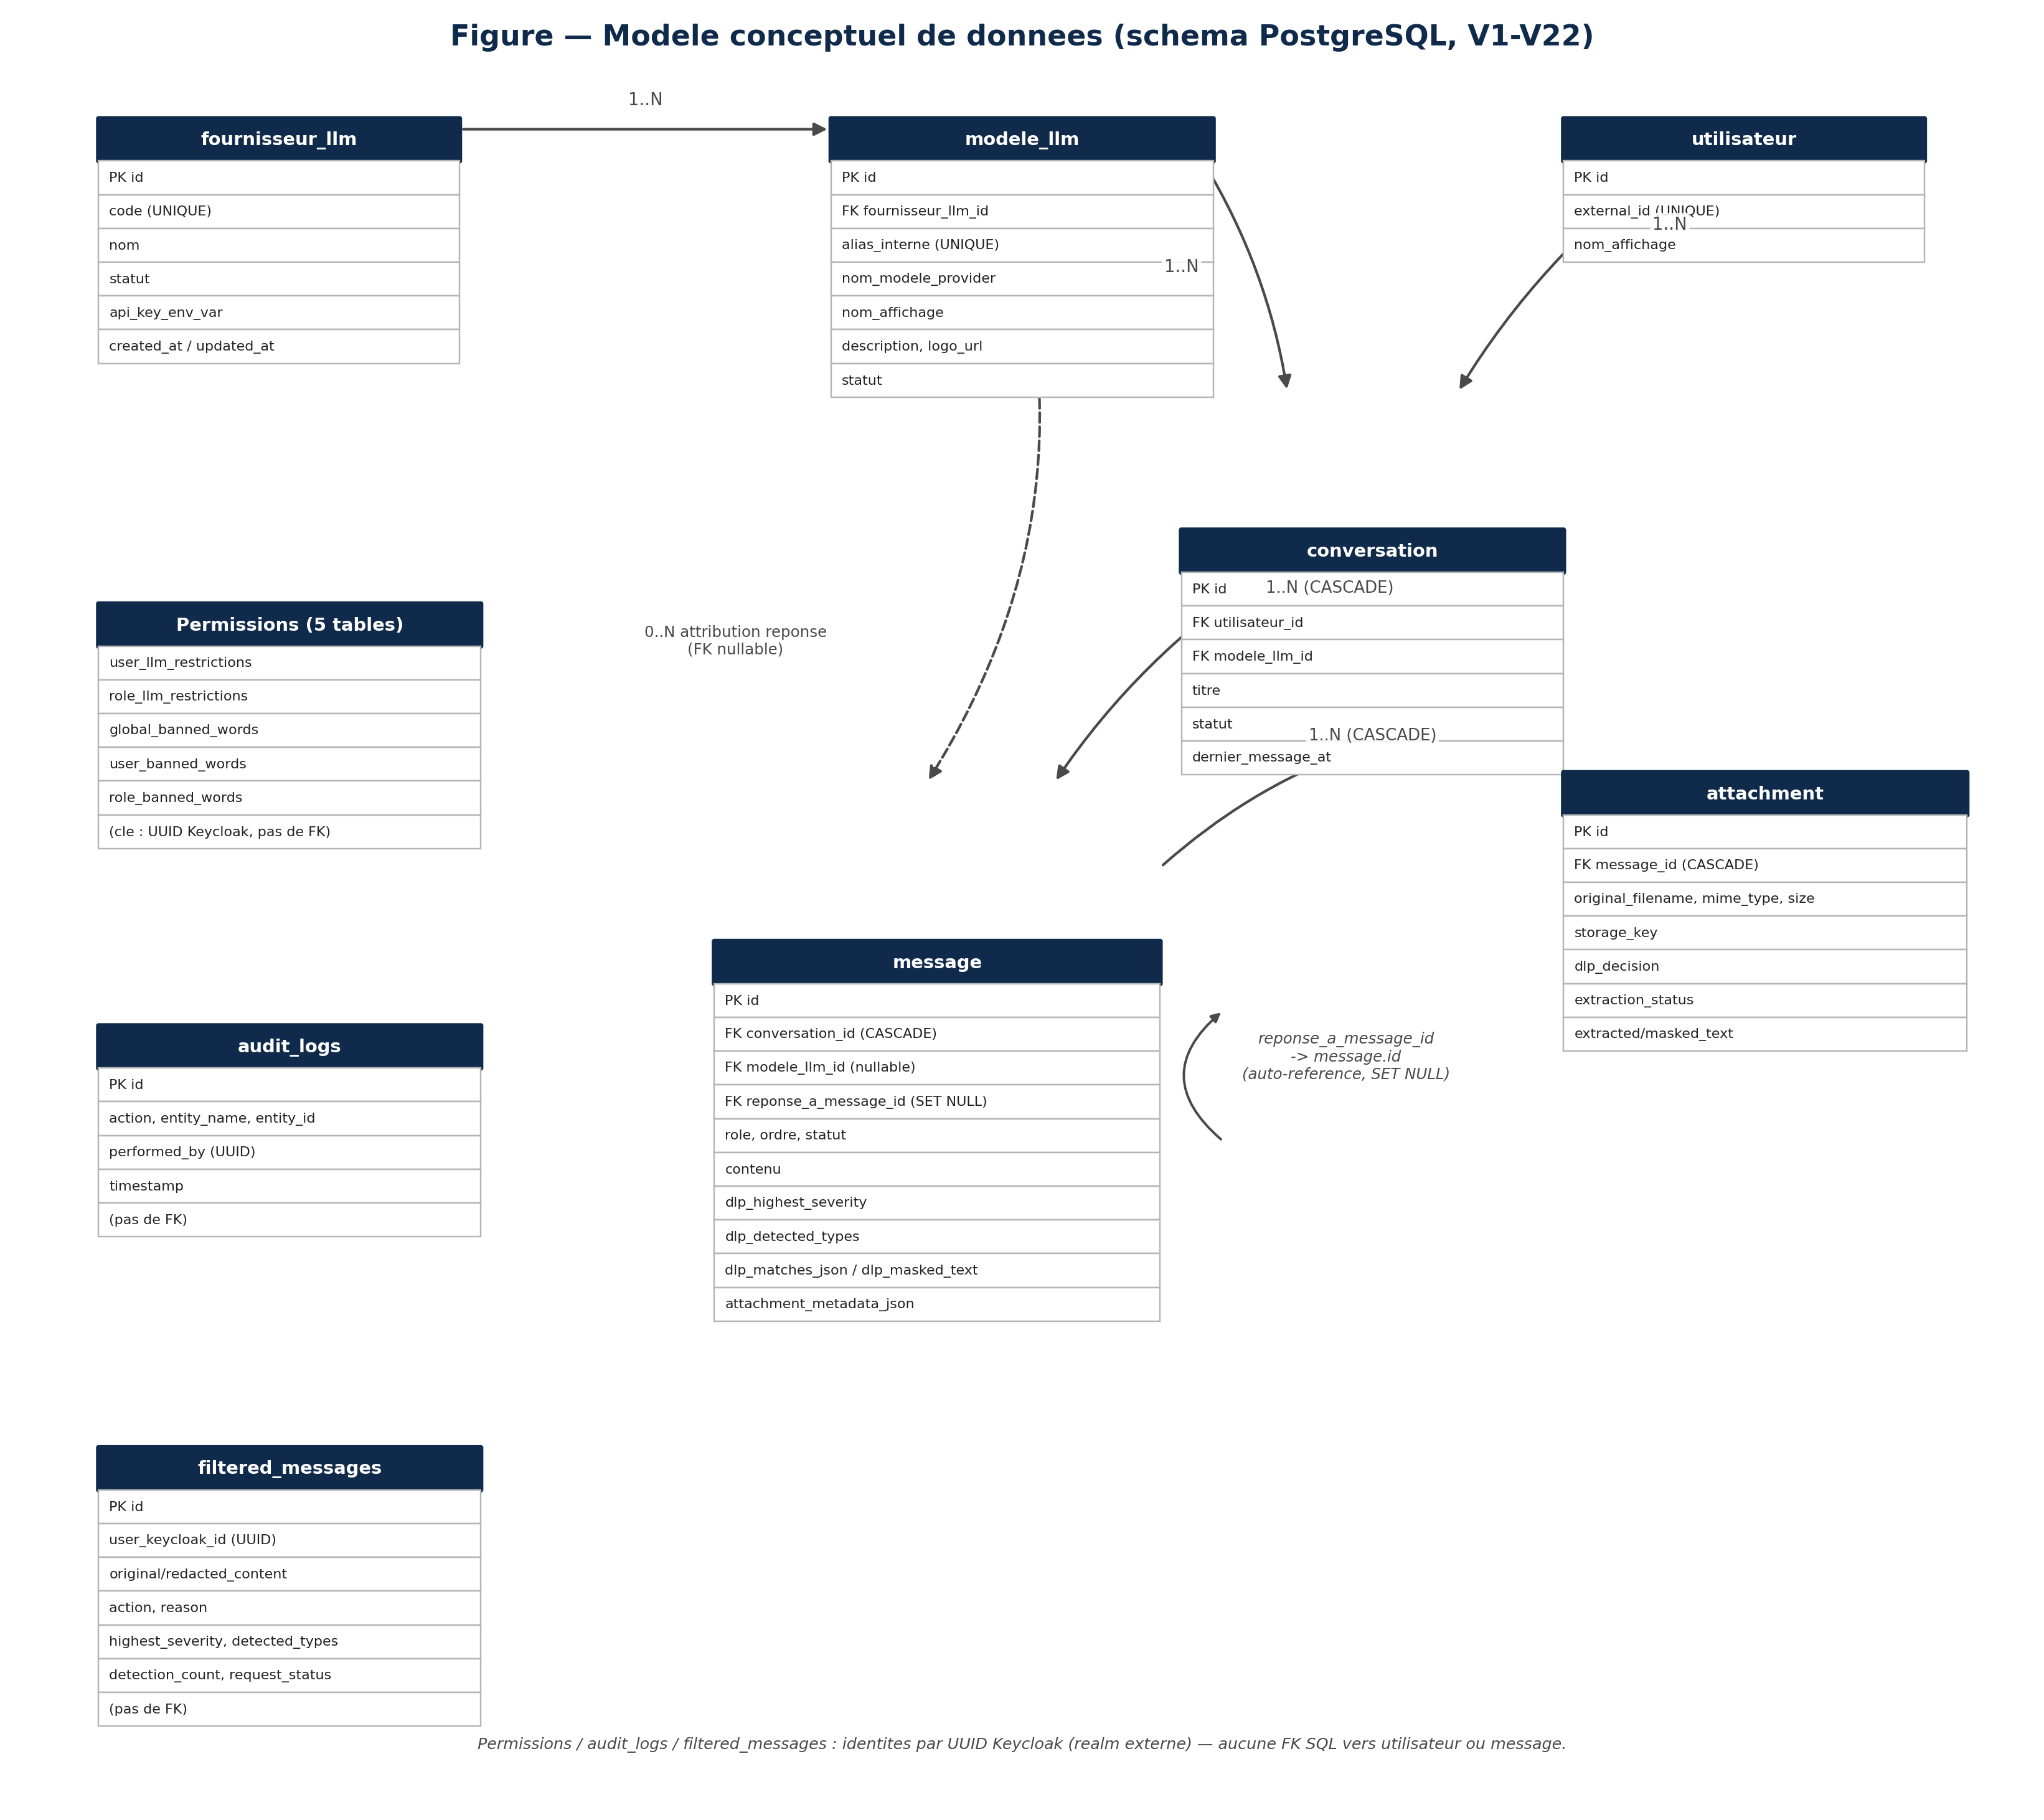 Figure — Modele conceptuel de donnees (schema PostgreSQL, V1-V22)
1..N
fournisseur_llm
PK id
code (UNIQUE)
nom
statut
api_key_env_var
created_at / updated_at
modele_llm
PK id
FK fournisseur_llm_id
alias_interne (UNIQUE)
1..N
nom_modele_provider
nom_affichage
description, logo_url
statut
utilisateur
PK id
external_id (UNIQUE)
1..N
nom_affichage
conversation
PK id
1..N (CASCADE)
FK utilisateur_id
FK modele_llm_id
titre
statut
1..N (CASCADE)
dernier_message_at
0..N attribution reponse
(FK nullable)
Permissions (5 tables)
user_llm_restrictions
role_llm_restrictions
global_banned_words
user_banned_words
role_banned_words
(cle : UUID Keycloak, pas de FK)
attachment
PK id
FK message_id (CASCADE)
original_filename, mime_type, size
storage_key
dlp_decision
extraction_status
extracted/masked_text
message
PK id
FK conversation_id (CASCADE)
FK modele_llm_id (nullable)
FK reponse_a_message_id (SET NULL)
role, ordre, statut
contenu
dlp_highest_severity
dlp_detected_types
dlp_matches_json / dlp_masked_text
attachment_metadata_json
reponse_a_message_id
-> message.id
(auto-reference, SET NULL)
audit_logs
PK id
action, entity_name, entity_id
performed_by (UUID)
timestamp
(pas de FK)
filtered_messages
PK id
user_keycloak_id (UUID)
original/redacted_content
action, reason
highest_severity, detected_types
detection_count, request_status
(pas de FK)
Permissions / audit_logs / filtered_messages : identites par UUID Keycloak (realm externe) — aucune FK SQL vers utilisateur ou message.